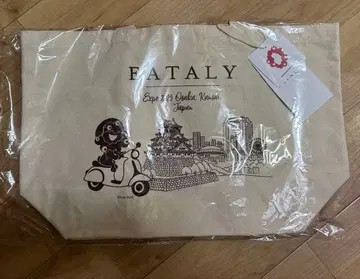 EATALY
Expo 2025 Osaka, Kansai,
Japan